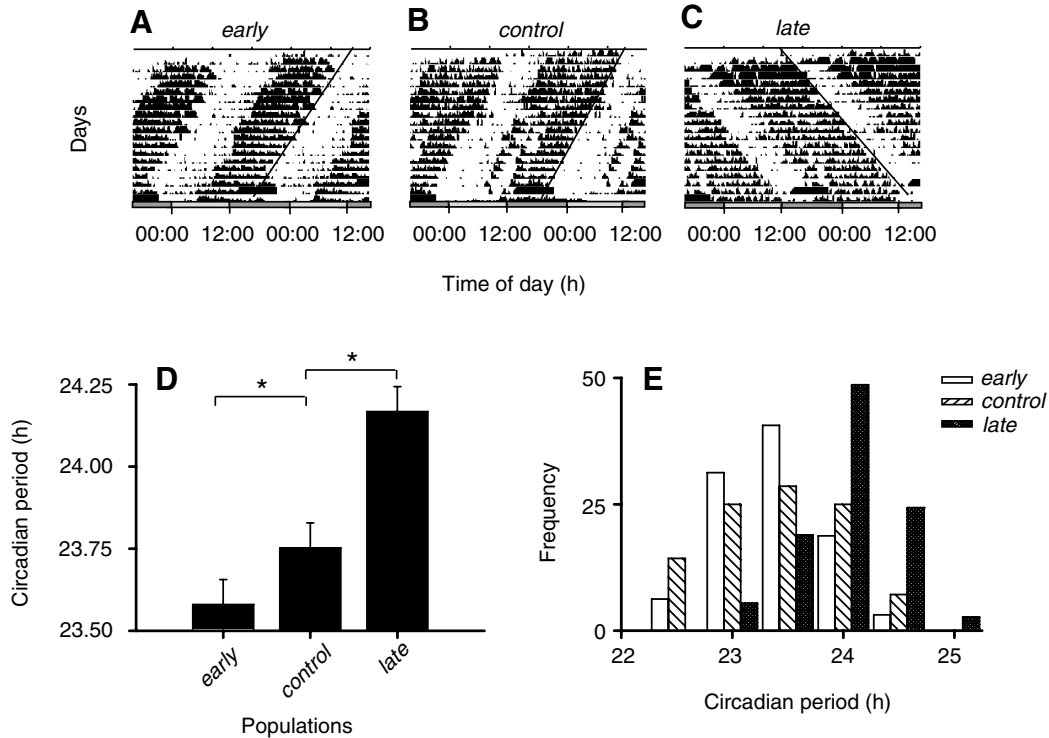 A
early
B
control
C
late
Days
00:00 12:00 00:00 12:00
00:00 12:00 00:00 12:00
00:00 12:00 00:00 12:00
Time of day (h)
D
*
*
24.25
24.00
23.75
23.50
Circadian period (h)
early
control
late
Populations
E
early
control
late
50
25
0
Frequency
22
23
24
25
Circadian period (h)